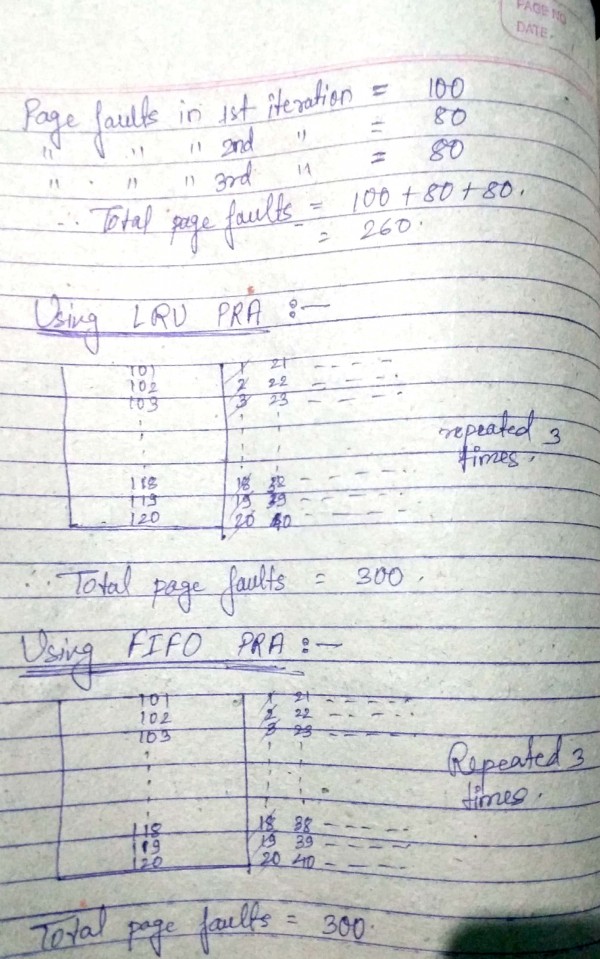 PAGE NO
DATE.
Page faults in 1st iteration = 100
" " " 2nd " = 80
" " " 3rd " = 80
∴ Total page faults = 100 + 80 + 80.
= 260.
Using LRU PRA :-
101 1 21 - - - -
102 2 22 - - - -
103 3 23 - - - -
repeated 3
times.
118 18 38 - - - -
119 19 39 - - - -
120 20 40 - - - -
∴ Total page faults = 300.
Using FIFO PRA :-
101 1 21 - - - -
102 2 22 - - - -
103 3 23 - - - -
Repeated 3
times.
118 18 38 - - - -
119 19 39 - - - -
120 20 40 - - - -
Total page faults = 300.